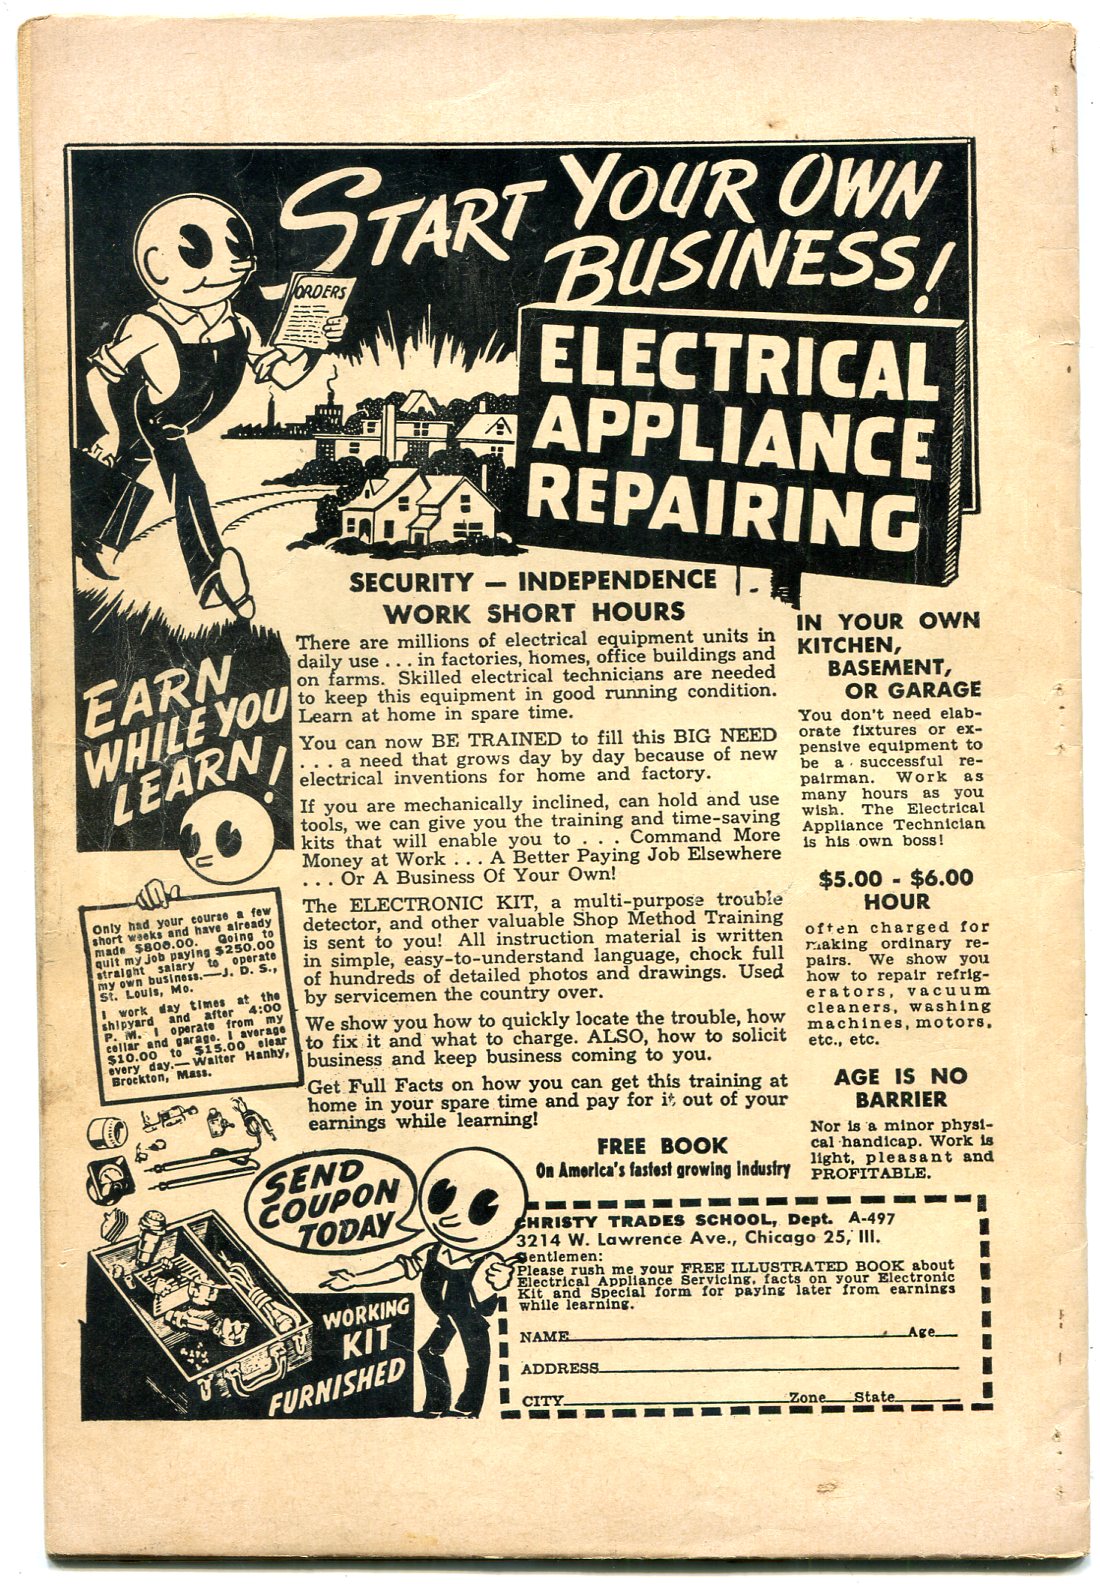 START YOUR OWN
BUSINESS!
ORDERS
ELECTRICAL
APPLIANCE
REPAIRING
SECURITY — INDEPENDENCE
WORK SHORT HOURS
There are millions of electrical equipment units in
daily use . . . in factories, homes, office buildings and
on farms. Skilled electrical technicians are needed
to keep this equipment in good running condition.
Learn at home in spare time.
You can now BE TRAINED to fill this BIG NEED
. . . a need that grows day by day because of new
electrical inventions for home and factory.
If you are mechanically inclined, can hold and use
tools, we can give you the training and time-saving
kits that will enable you to . . . Command More
Money at Work . . . A Better Paying Job Elsewhere
. . . Or A Business Of Your Own!
The ELECTRONIC KIT, a multi-purpose trouble
detector, and other valuable Shop Method Training
is sent to you! All instruction material is written
in simple, easy-to-understand language, chock full
of hundreds of detailed photos and drawings. Used
by servicemen the country over.
We show you how to quickly locate the trouble, how
to fix it and what to charge. ALSO, how to solicit
business and keep business coming to you.
Get Full Facts on how you can get this training at
home in your spare time and pay for it out of your
earnings while learning!
IN YOUR OWN
KITCHEN,
BASEMENT,
OR GARAGE
You don't need elab-
orate fixtures or ex-
pensive equipment to
be a successful re-
pairman. Work as
many hours as you
wish. The Electrical
Appliance Technician
is his own boss!
$5.00 - $6.00
HOUR
often charged for
making ordinary re-
pairs. We show you
how to repair refrig-
erators, vacuum
cleaners, washing
machines, motors,
etc., etc.
AGE IS NO
BARRIER
Nor is a minor physi-
cal handicap. Work is
light, pleasant and
PROFITABLE.
EARN
WHILE YOU
LEARN!
Only had your course a few
short weeks and have already
made $800.00. Going to
quit my job paying $250.00
straight salary to operate
my own business.—J. D. S.,
St. Louis, Mo.
I work day times at the
shipyard and after 4:00
P. M. I operate from my
cellar and garage. I average
$10.00 to $15.00 clear
every day.—Walter Hanhy,
Brockton, Mass.
SEND
COUPON
TODAY
WORKING
KIT
FURNISHED
FREE BOOK
On America's fastest growing industry
CHRISTY TRADES SCHOOL, Dept. A-497
3214 W. Lawrence Ave., Chicago 25, Ill.
Gentlemen:
Please rush me your FREE ILLUSTRATED BOOK about
Electrical Appliance Servicing, facts on your Electronic
Kit and Special form for paying later from earnings
while learning.
NAME Age
ADDRESS
CITY Zone State